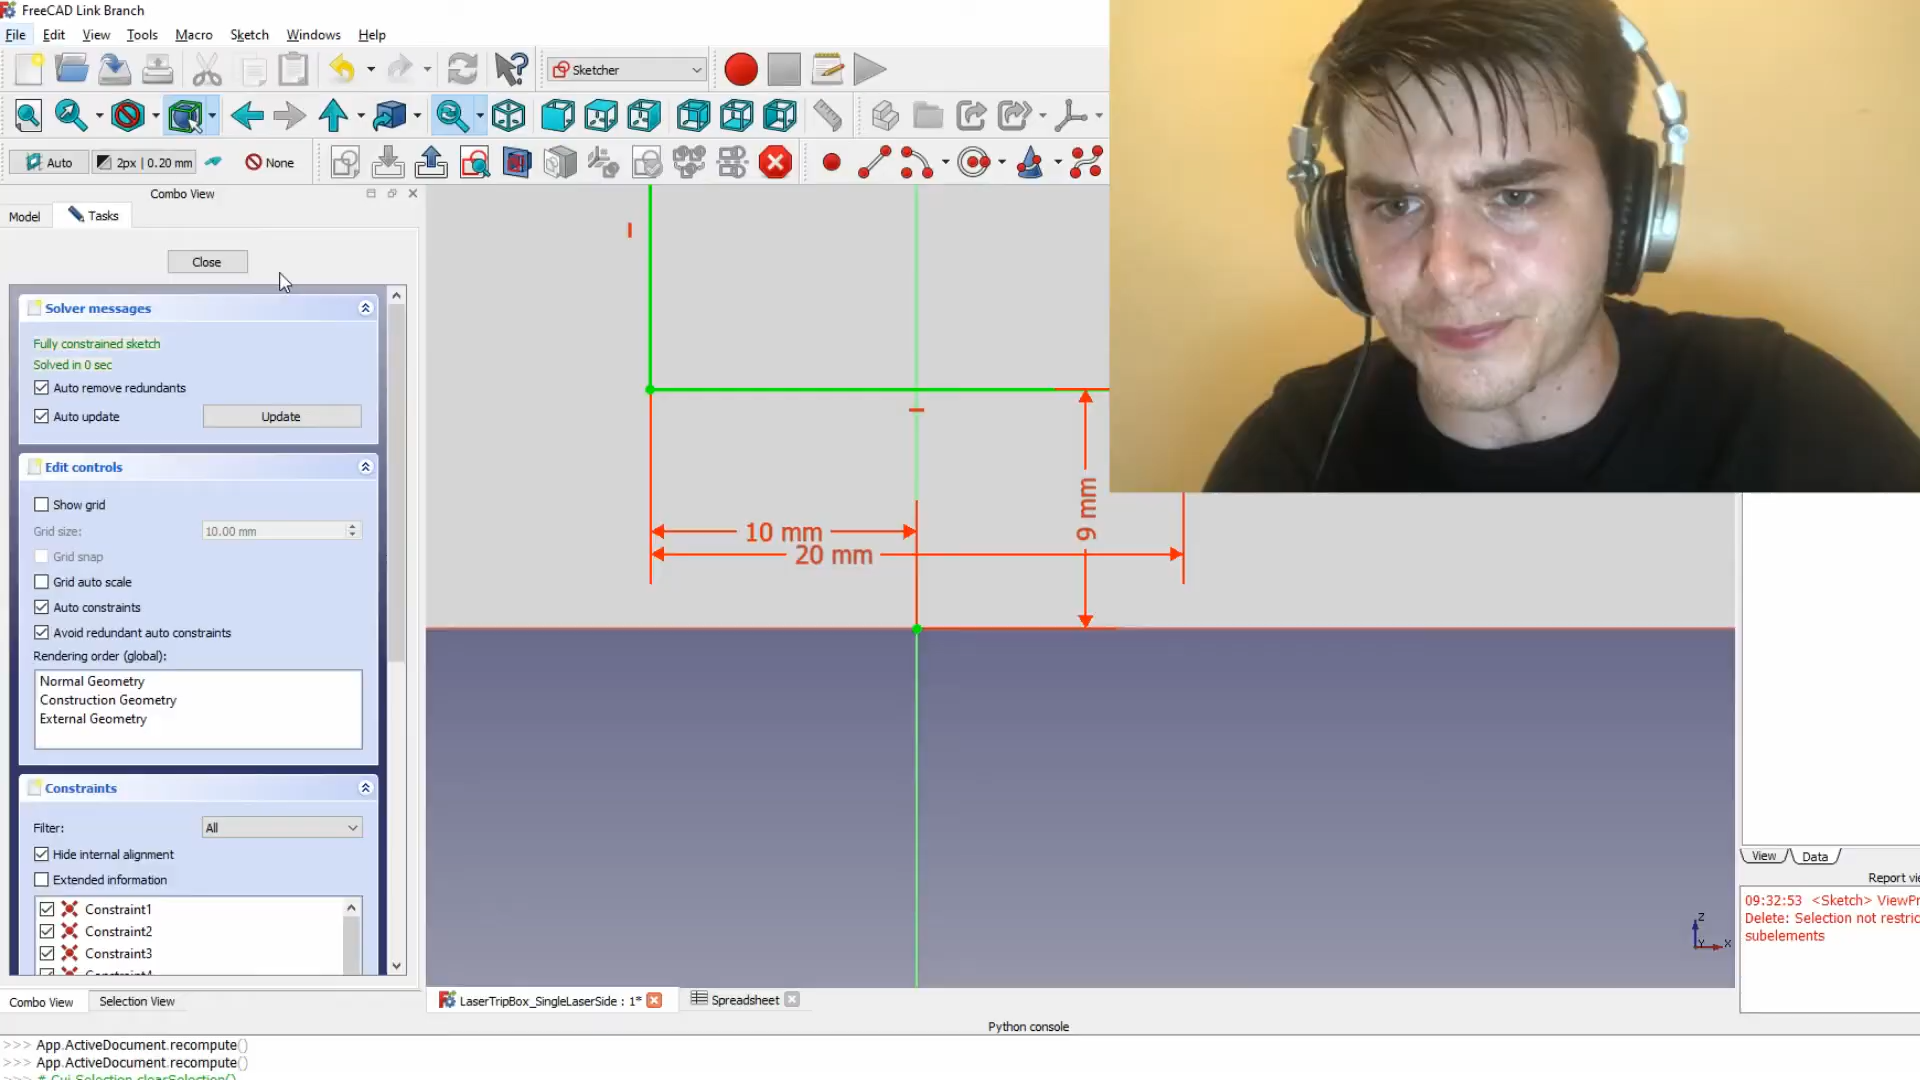 FreeCAD Link Branch
File Edit View Tools Macro Sketch Windows Help
Sketcher
Auto 2px | 0.20 mm None
Combo View
Model Tasks
Close
Solver messages
Fully constrained sketch
Solved in 0 sec
Auto remove redundants
Auto update Update
Edit controls
Show grid
Grid size: 10.00 mm
Grid snap
Grid auto scale
Auto constraints
Avoid redundant auto constraints
Rendering order (global):
Normal Geometry
Construction Geometry
External Geometry
Constraints
Filter: All
Hide internal alignment
Extended information
Constraint1
Constraint2
Constraint3
Combo View Selection View
10 mm
20 mm
9 mm
Z
Y X
LaserTripBox_SingleLaserSide : 1* Spreadsheet
View Data
Report vie
09:32:53 <Sketch> ViewPr
Delete: Selection not restric
subelements
Python console
>>> App.ActiveDocument.recompute()
>>> App.ActiveDocument.recompute()
>>> # Gui.Selection.clearSelection()